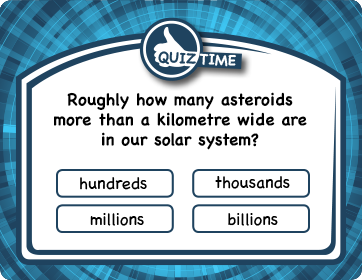 QUIZ TIME
Roughly how many asteroids
more than a kilometre wide are
in our solar system?
hundreds
thousands
millions
billions